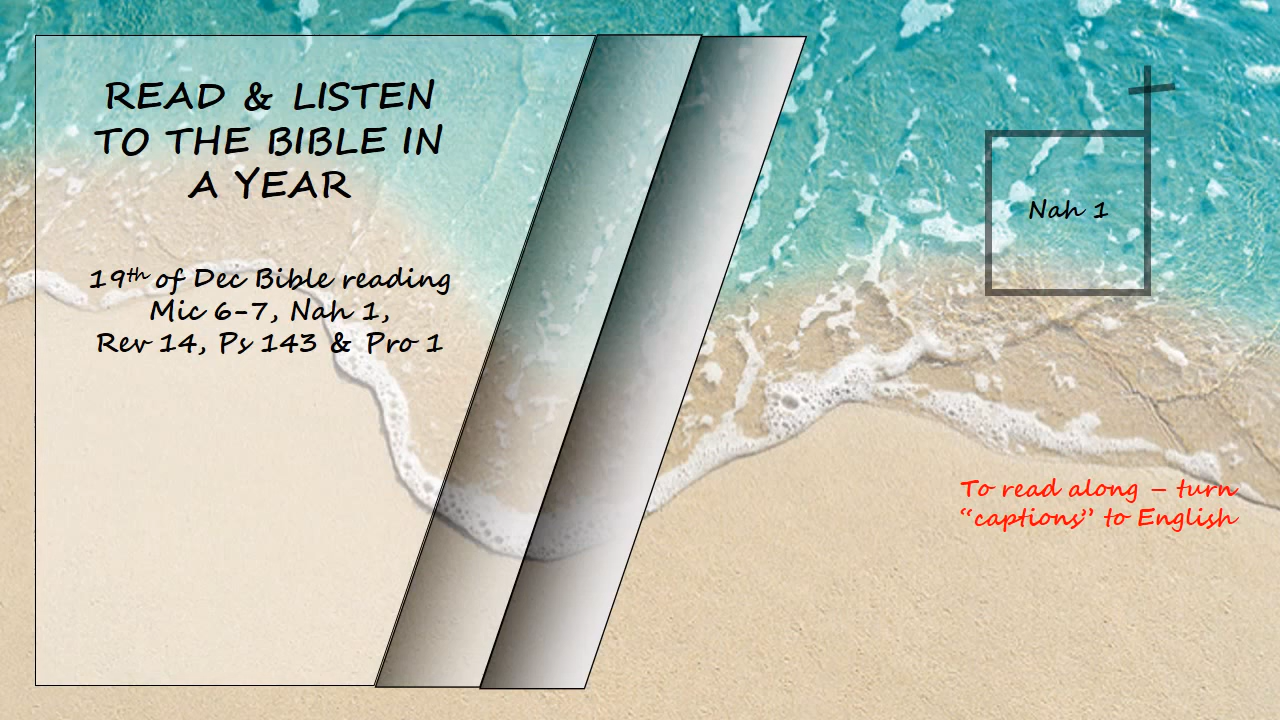 READ & LISTEN
TO THE BIBLE IN
A YEAR
19th of Dec Bible reading
Mic 6-7, Nah 1,
Rev 14, Ps 143 & Pro 1
Nah 1
To read along – turn
“captions” to English